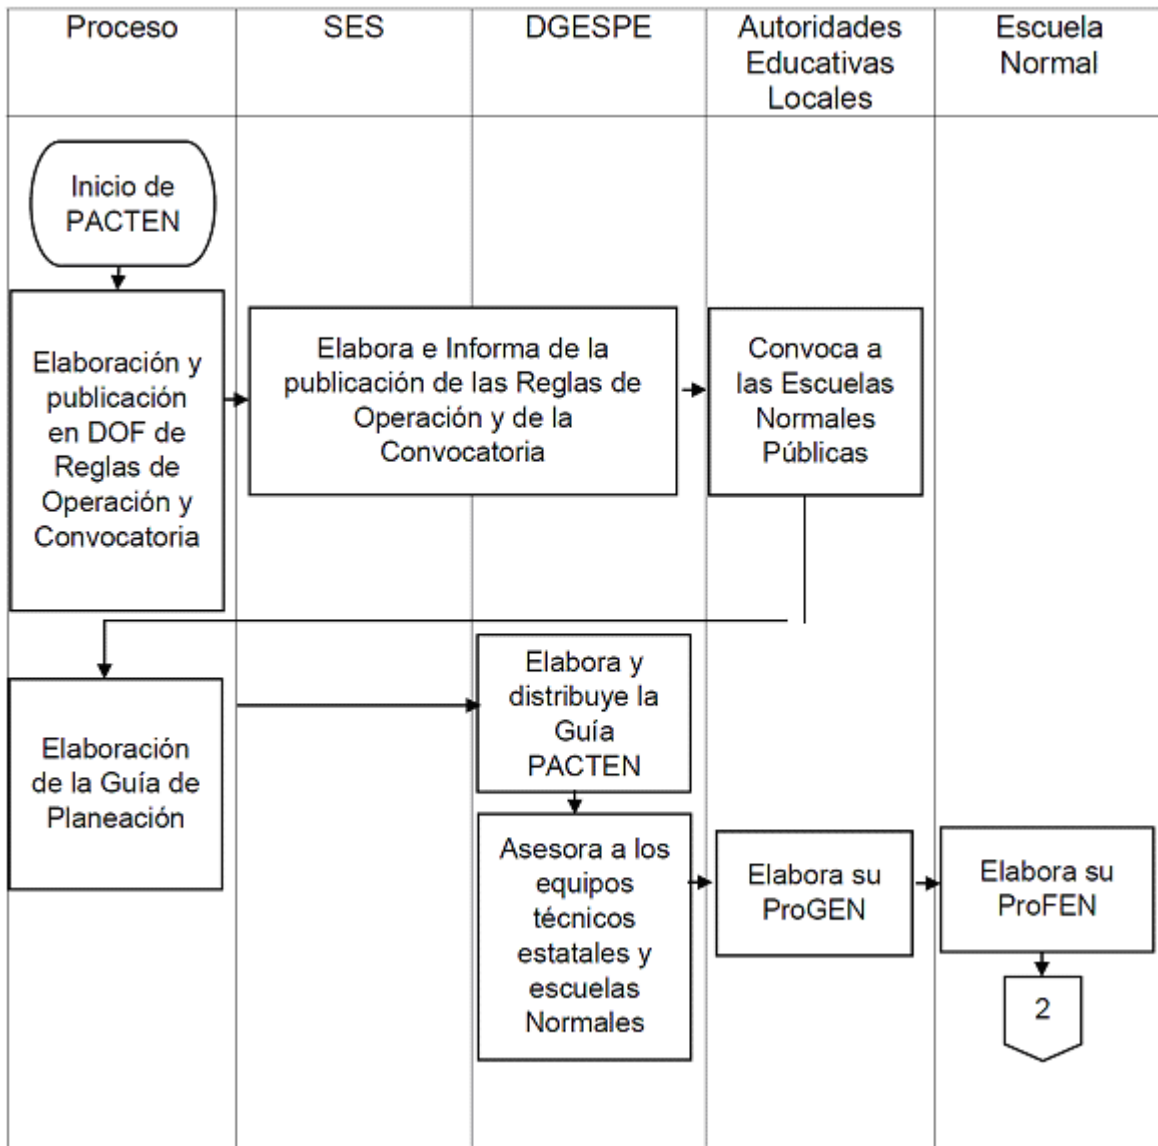 Proceso
SES
DGESPE
Autoridades
Educativas
Locales
Escuela
Normal
Inicio de
PACTEN
Elaboración y
publicación
en DOF de
Reglas de
Operación y
Convocatoria
Elabora e Informa de la
publicación de las Reglas de
Operación y de la
Convocatoria
Convoca a
las Escuelas
Normales
Públicas
Elaboración
de la Guía de
Planeación
Elabora y
distribuye la
Guía
PACTEN
Asesora a los
equipos
técnicos
estatales y
escuelas
Normales
Elabora su
ProGEN
Elabora su
ProFEN
2